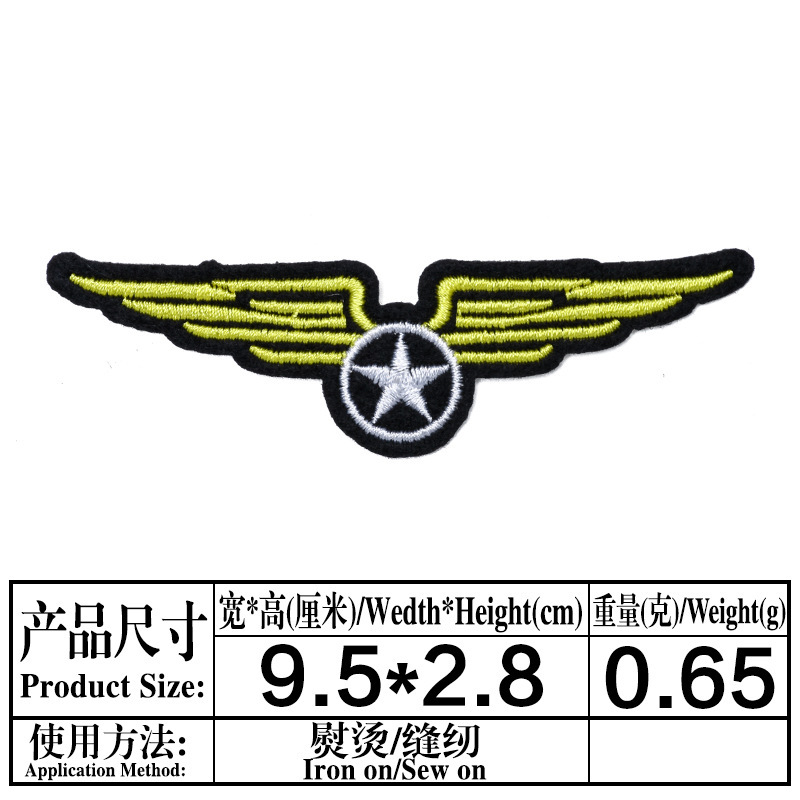 产品尺寸
Product Size:
宽*高(厘米)/Wedth*Height(cm)
重量(克)/Weight(g)
9.5*2.8
0.65
使用方法:
Application Method:
熨烫/缝纫
Iron on/Sew on